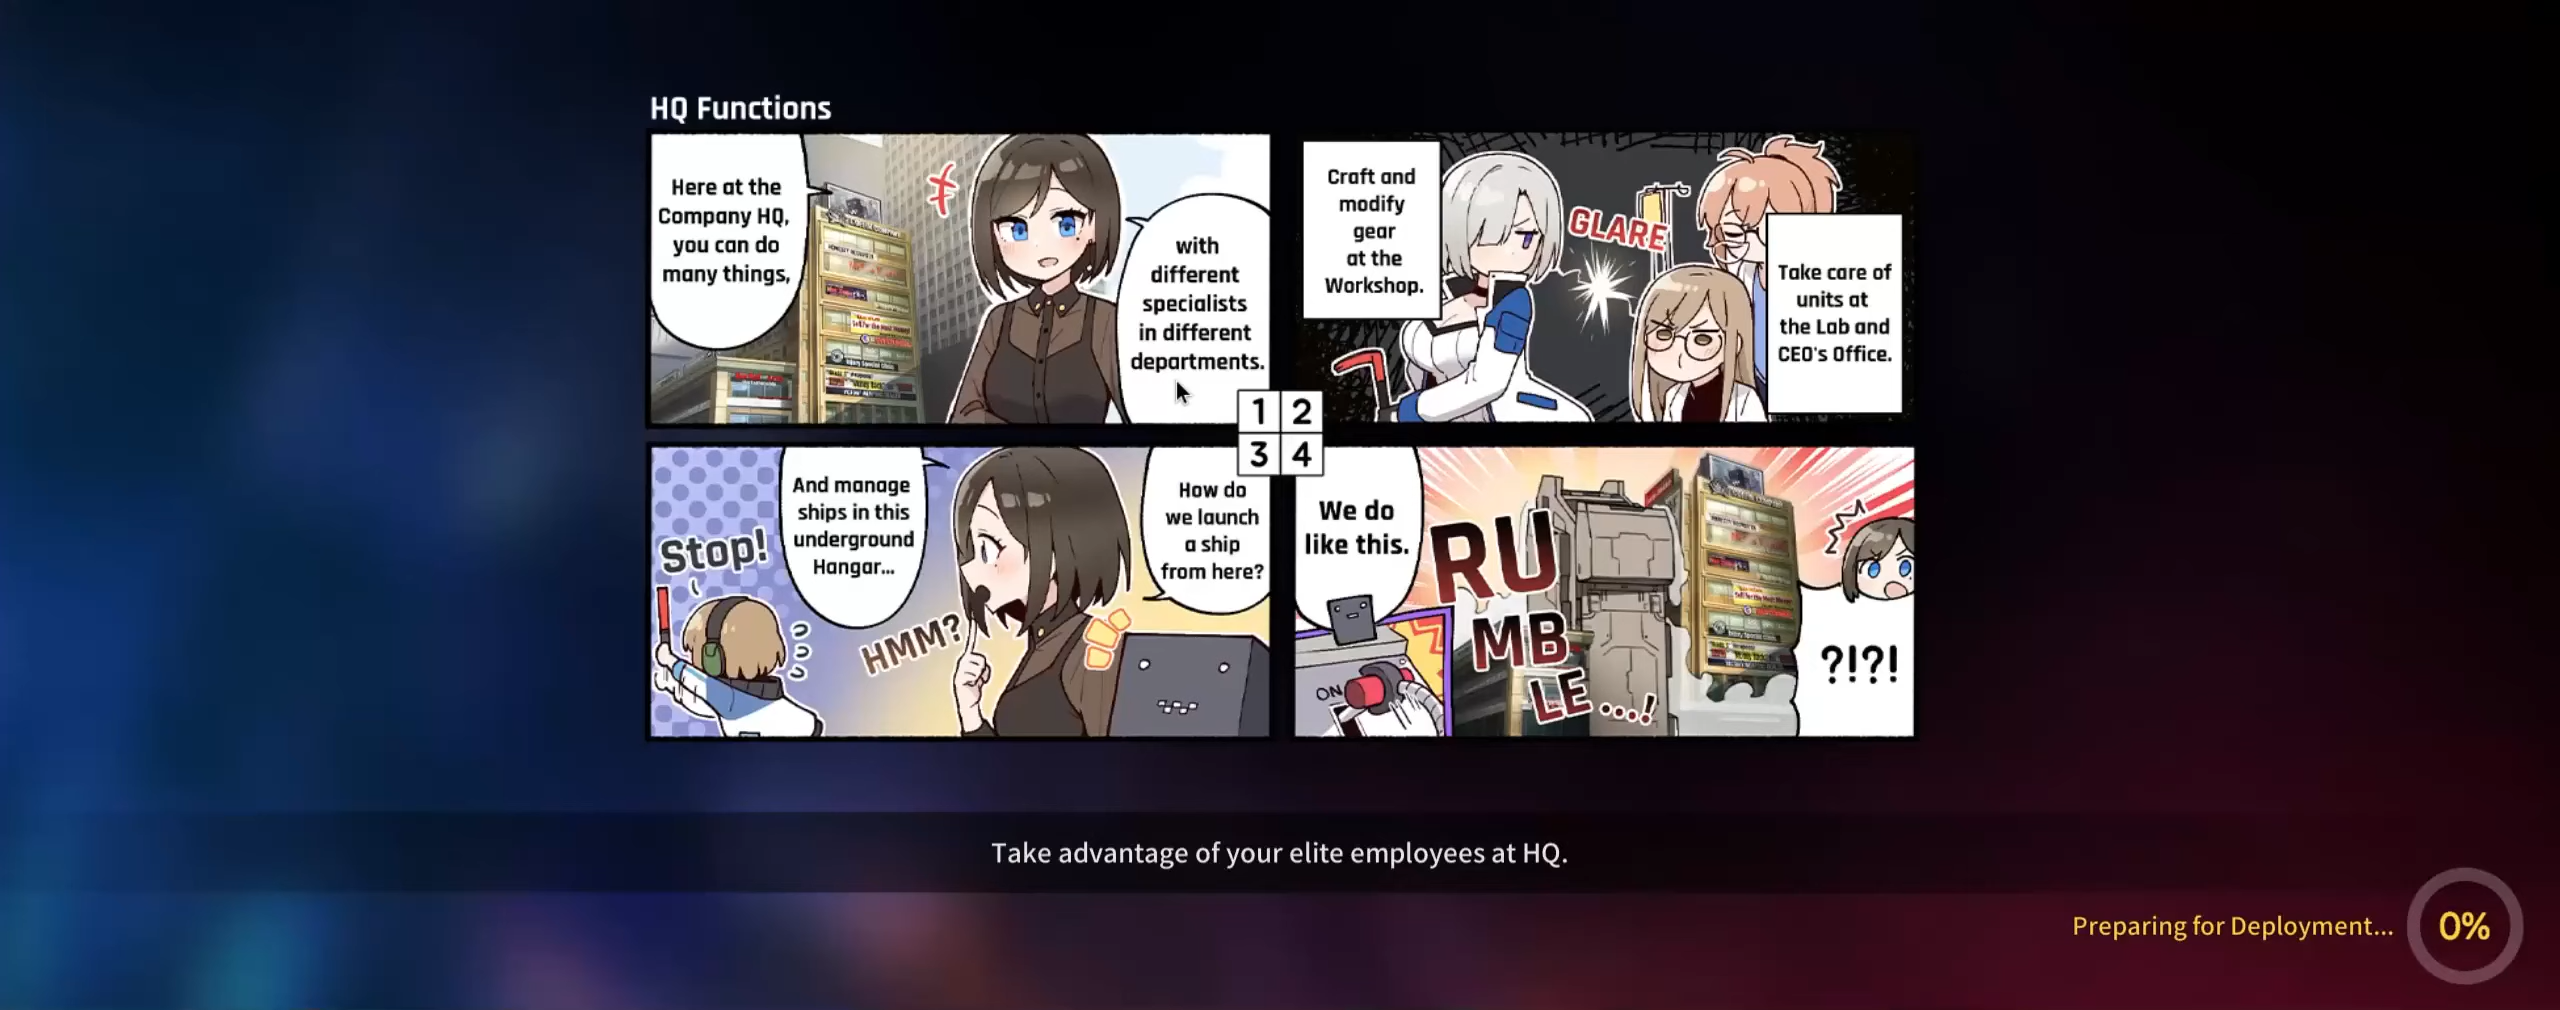 HQ Functions
Here at the
Company HQ,
you can do
many things,
with
different
specialists
in different
departments.
Craft and
modify
gear
at the
Workshop.
GLARE
Take care of
units at
the Lab and
CEO's Office.
1 2
3 4
Stop!
And manage
ships in this
underground
Hangar...
HMM?
How do
we launch
a ship
from here?
We do
like this.
ON
RU
MB
LE...!
?!?!
Take advantage of your elite employees at HQ.
Preparing for Deployment...
0%